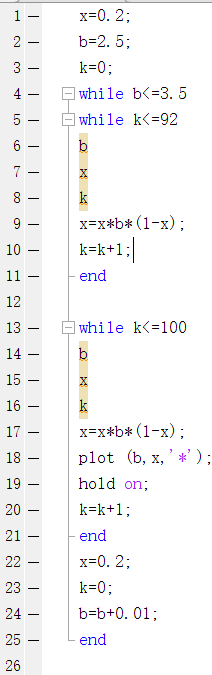 1 — x=0.2;
2 — b=2.5;
3 — k=0;
4 — while b<=3.5
5 — while k<=92
6 — b
7 — x
8 — k
9 — x=x*b*(1-x);
10 — k=k+1;
11 — end
12
13 — while k<=100
14 — b
15 — x
16 — k
17 — x=x*b*(1-x);
18 — plot (b,x,'*');
19 — hold on;
20 — k=k+1;
21 — end
22 — x=0.2;
23 — k=0;
24 — b=b+0.01;
25 — end
26